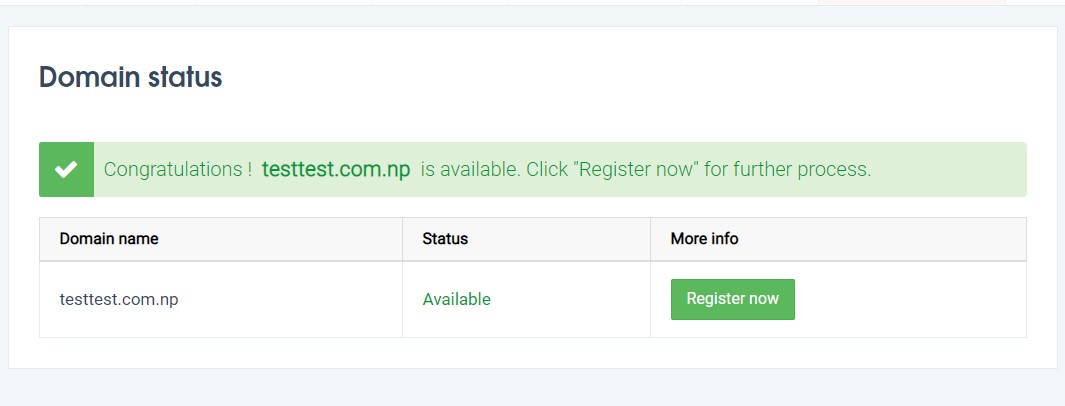 Domain status
Congratulations ! testtest.com.np is available. Click "Register now" for further process.
Domain name Status More info
testtest.com.np Available Register now